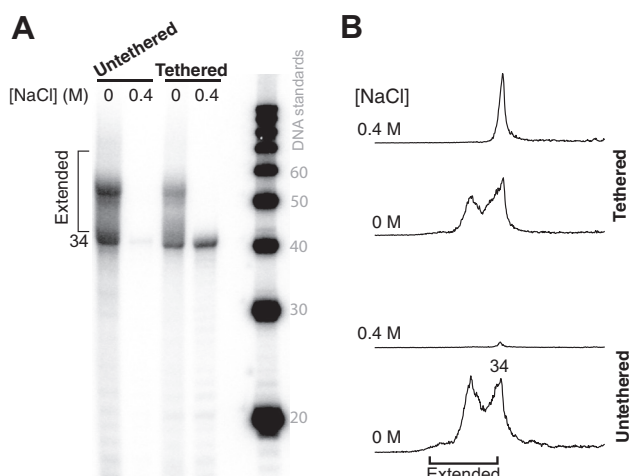 A
Untethered
Tethered
[NaCl] (M) 0 0.4 0 0.4
DNA standards
Extended
34
60
50
40
30
20
B
[NaCl]
0.4 M
0 M
Tethered
0.4 M
34
0 M
Untethered
Extended